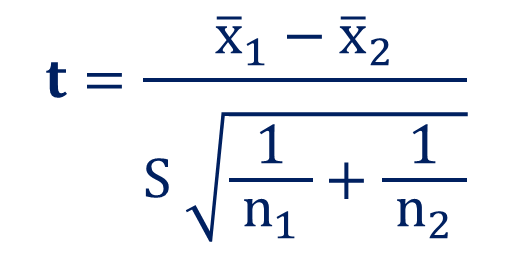 t = (x̅₁ − x̅₂) / (S √(1/n₁ + 1/n₂))